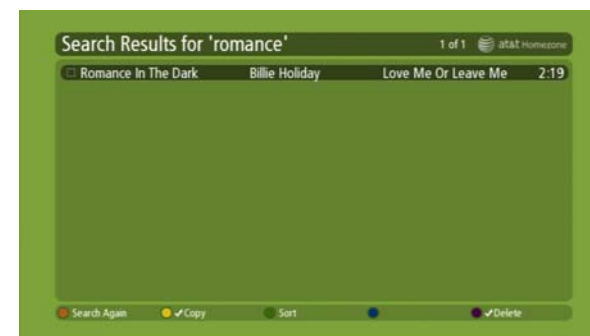 Search Results for 'romance' 1 of 1 at&t Homezone
Romance In The Dark Billie Holiday Love Me Or Leave Me 2:19
Search Again ✓Copy Sort ✓Delete